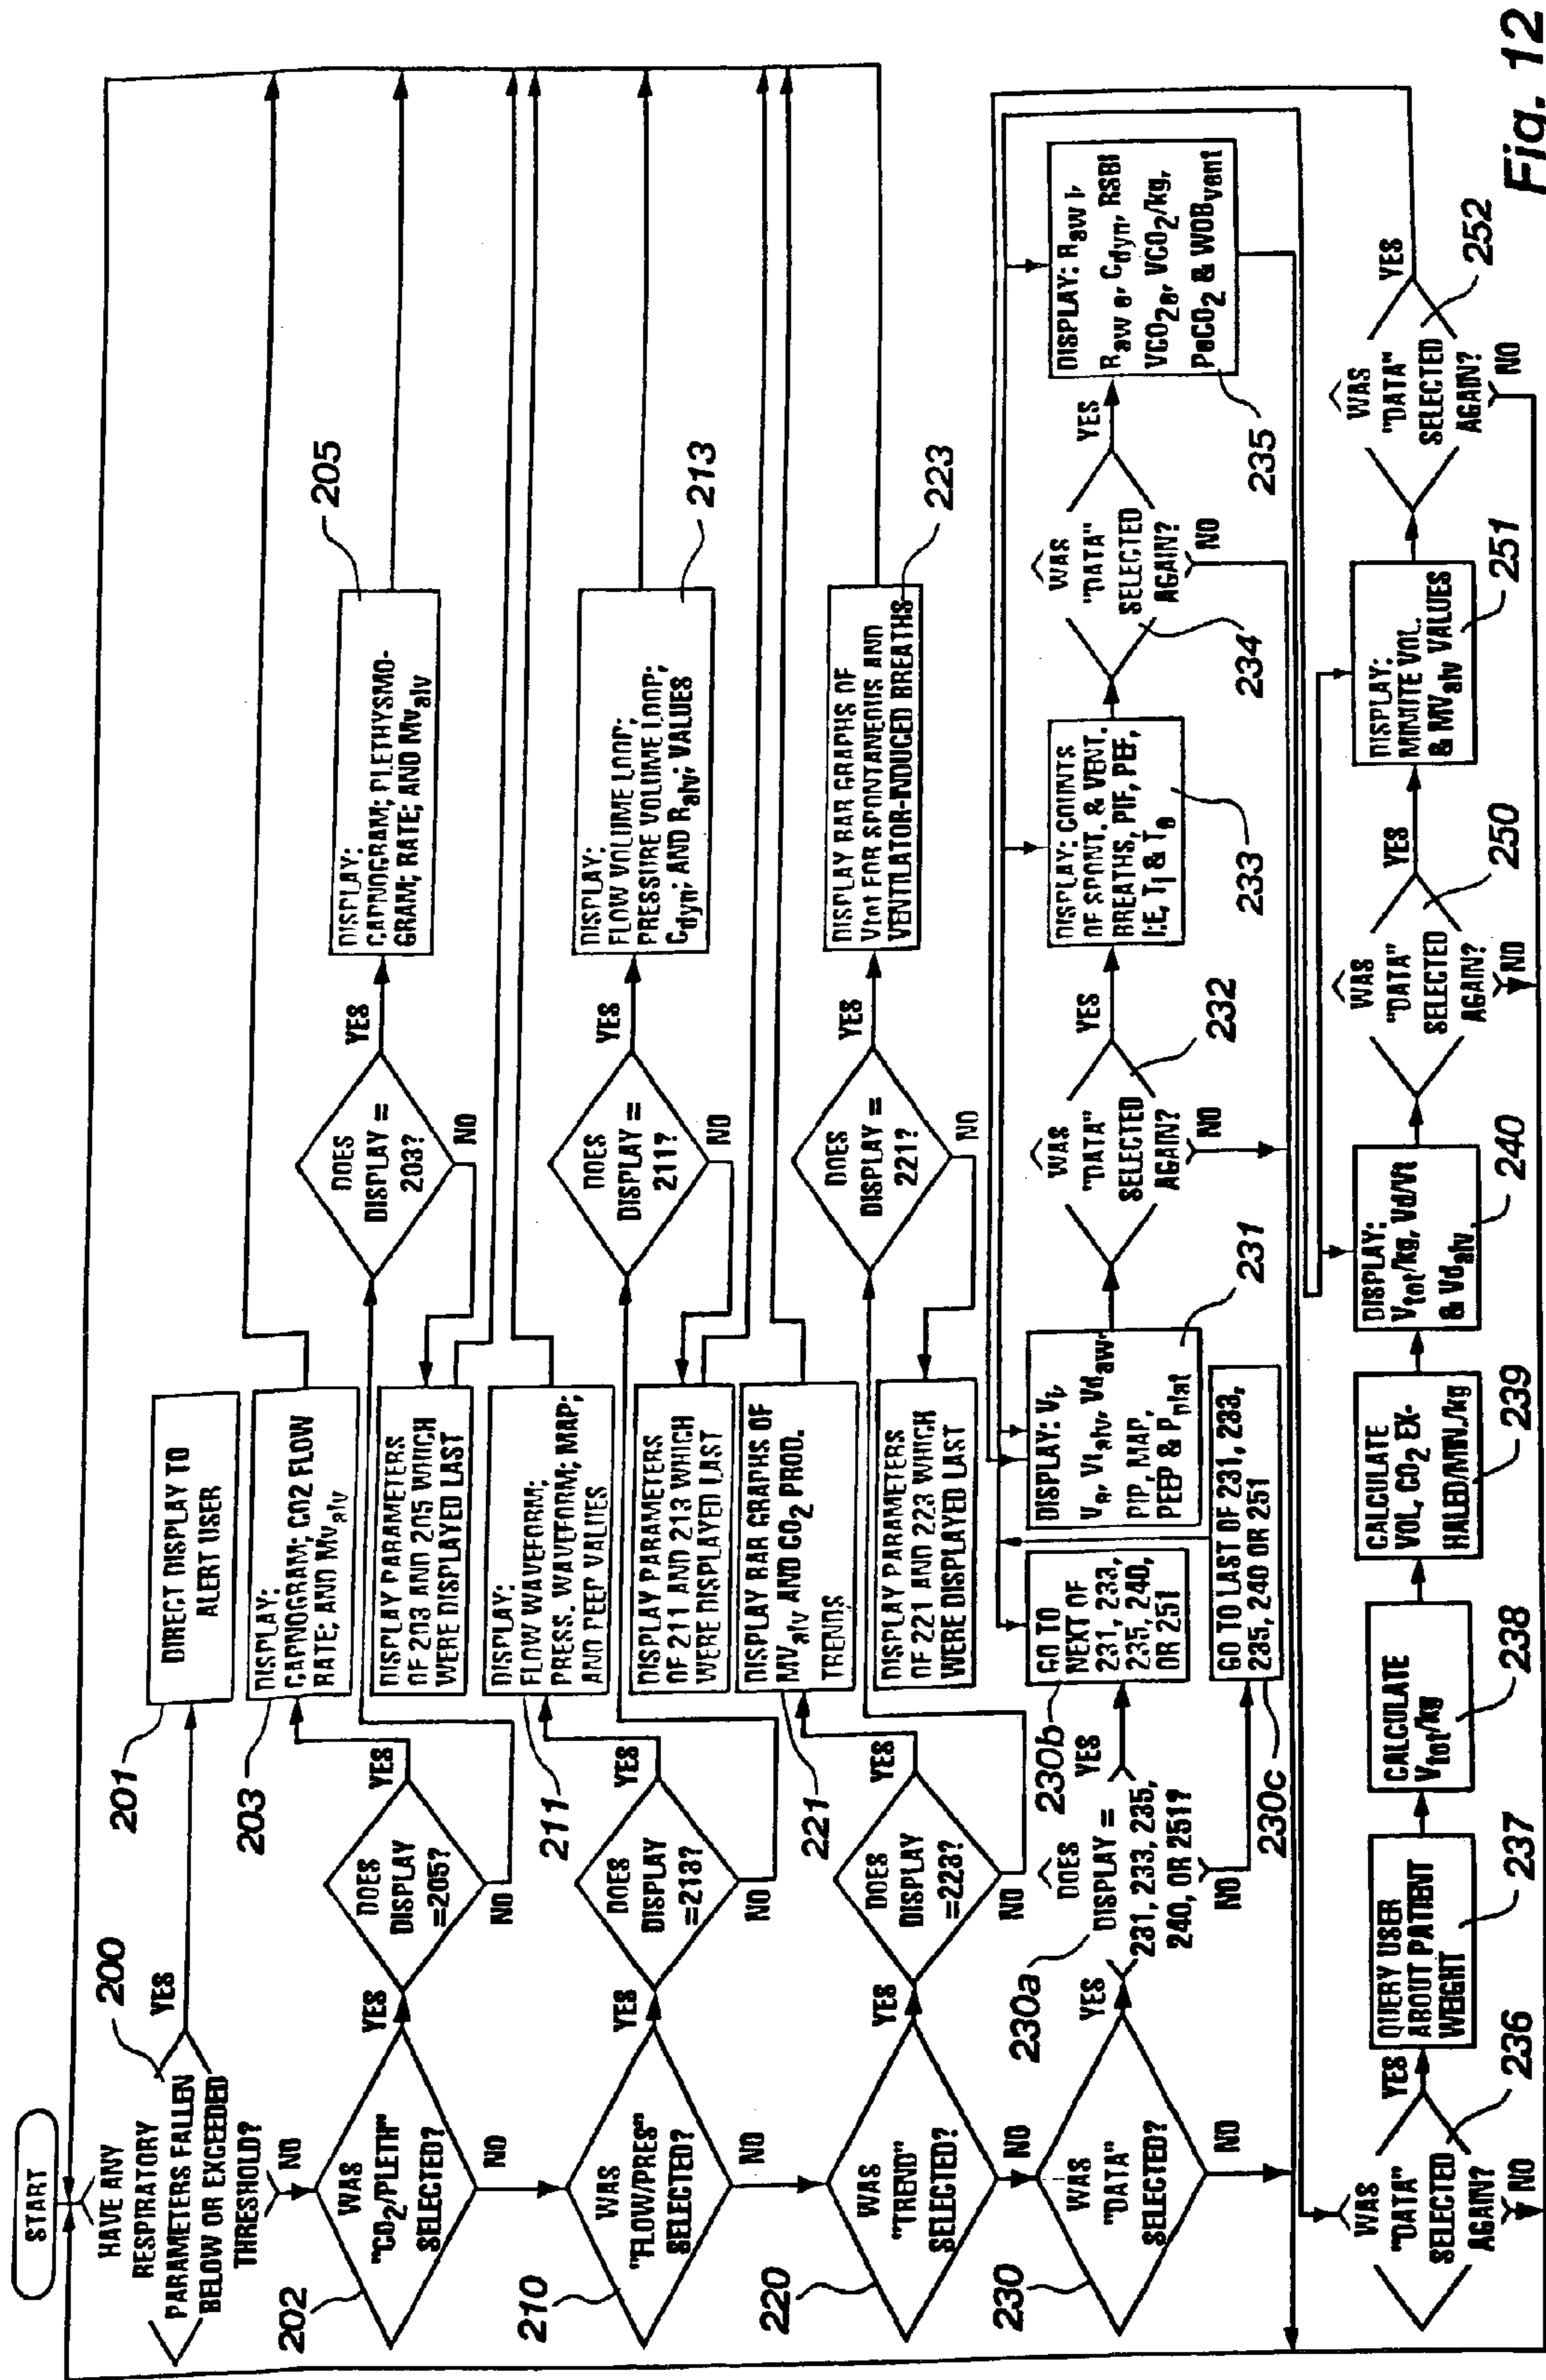 START
HAVE ANY
RESPIRATORY
PARAMETERS FALLEN
BELOW OR EXCEEDED
THRESHOLD?
200
YES
NO
201
DIRECT DISPLAY TO
ALERT USER
202
WAS
"CO2/PLETH"
SELECTED?
YES
NO
DOES
DISPLAY
=205?
YES
NO
203
DISPLAY:
CAPNOGRAM; CO2 FLOW
RATE; AND MValv
DISPLAY PARAMETERS
OF 203 AND 205 WHICH
WERE DISPLAYED LAST
DOES
DISPLAY =
203?
YES
NO
DISPLAY:
CAPNOGRAM; PLETHYSMO-
GRAM; RATE; AND MValv
205
210
WAS
"FLOW/PRES"
SELECTED?
YES
NO
DOES
DISPLAY
=213?
YES
NO
211
DISPLAY:
FLOW WAVEFORM;
PRESS. WAVEFORM; MAP;
AND PEEP VALUES
DISPLAY PARAMETERS
OF 211 AND 213 WHICH
WERE DISPLAYED LAST
DOES
DISPLAY =
211?
YES
NO
DISPLAY:
FLOW VOLUME LOOP;
PRESSURE VOLUME LOOP;
Cdyn; AND Ralv; VALUES
213
220
WAS
"TREND"
SELECTED?
YES
NO
DOES
DISPLAY
=223?
YES
NO
221
DISPLAY BAR GRAPHS OF
MValv AND CO2 PROD.
TRENDS
DISPLAY PARAMETERS
OF 221 AND 223 WHICH
WERE DISPLAYED LAST
DOES
DISPLAY =
221?
YES
NO
DISPLAY BAR GRAPHS OF
Vtot FOR SPONTANEOUS AND
VENTILATOR-INDUCED BREATHS
223
230
WAS
"DATA"
SELECTED?
YES
NO
230a
DOES
DISPLAY =
231, 233, 235,
240, OR 251?
YES
NO
230b
GO TO
NEXT OF
231, 233,
235, 240,
OR 251
230c
GO TO LAST OF 231, 233,
235, 240 OR 251
DISPLAY: Vi,
Ve, Vtalv, Vdaw,
PIP, MAP,
PEEP & Pplat
231
WAS
"DATA"
SELECTED
AGAIN?
YES
NO
232
DISPLAY: COUNTS
OF SPONT. & VENT.
BREATHS, PIF, PEF,
I:E, TI & Te
233
WAS
"DATA"
SELECTED
AGAIN?
YES
NO
234
DISPLAY: Raw I,
Raw e, Cdyn, RSBI
VCO2e, VCO2/kg,
PeCO2 & WOBvent
235
WAS
"DATA"
SELECTED
AGAIN?
YES
NO
236
QUERY USER
ABOUT PATIENT
WEIGHT
237
CALCULATE
Vtot/kg
238
CALCULATE
VOL, CO2 EX-
HALED/MIN./kg
239
DISPLAY:
Vtot/kg, Vd/Vt
& Vdalv
240
WAS
"DATA"
SELECTED
AGAIN?
YES
NO
250
DISPLAY:
MINUTE VOL.
& MValv VALUES
251
WAS
"DATA"
SELECTED
AGAIN?
YES
NO
252
Fig. 12